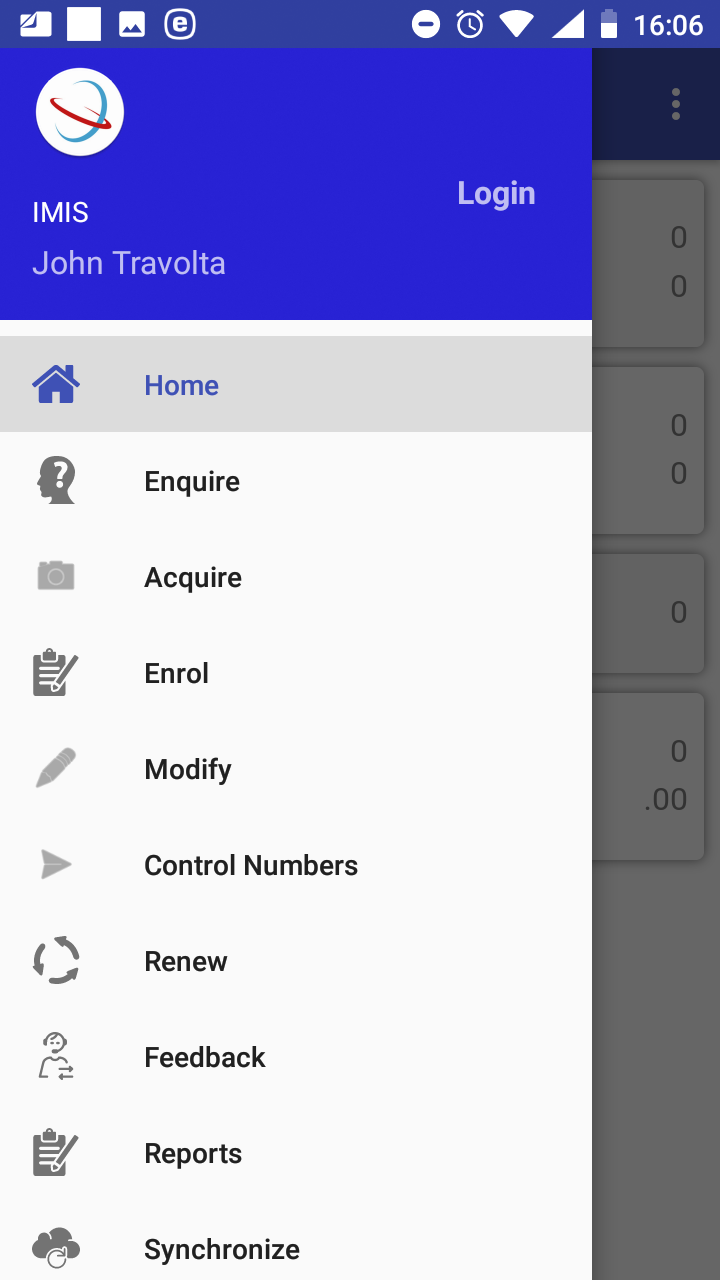 16:06
Login
IMIS
John Travolta
0
0
Home
0
0
Enquire
Acquire
0
Enrol
0
Modify
.00
Control Numbers
Renew
Feedback
Reports
Synchronize